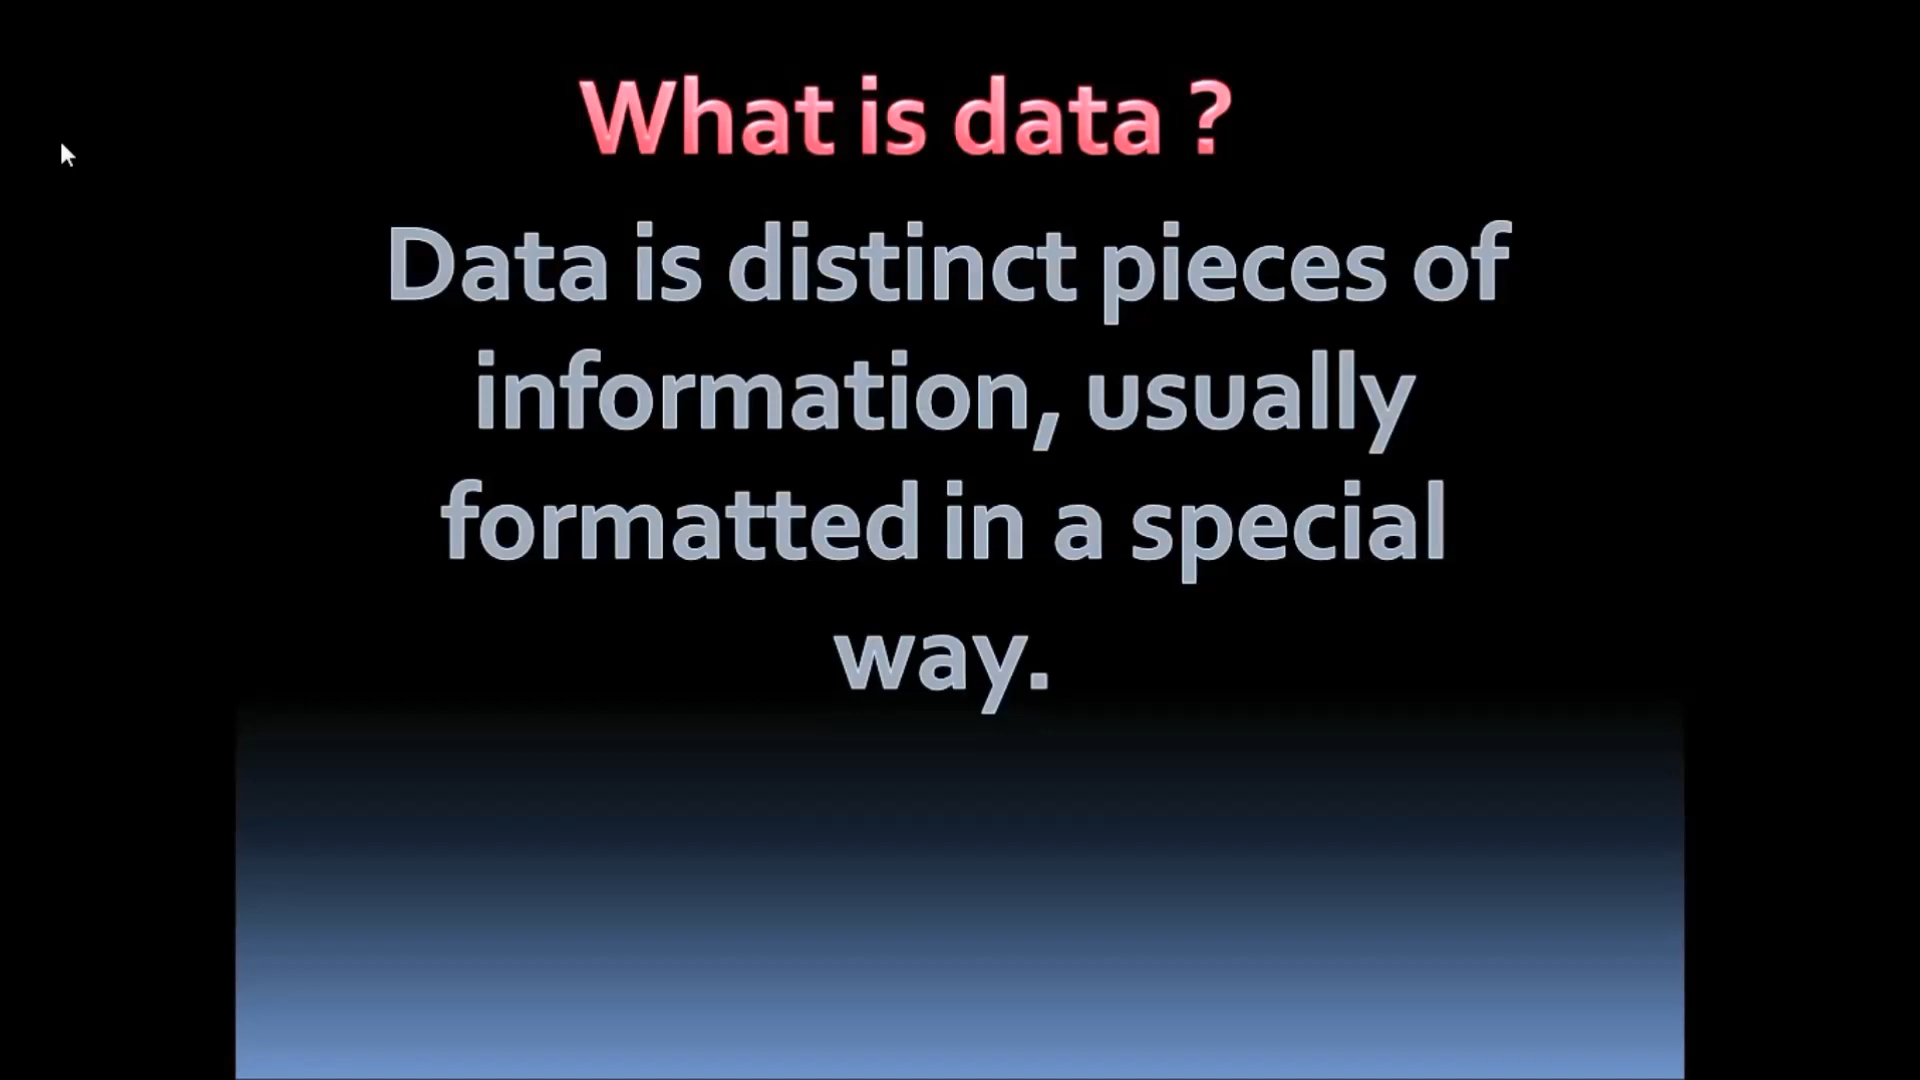 What is data ?
Data is distinct pieces of
information, usually
formatted in a special
way.